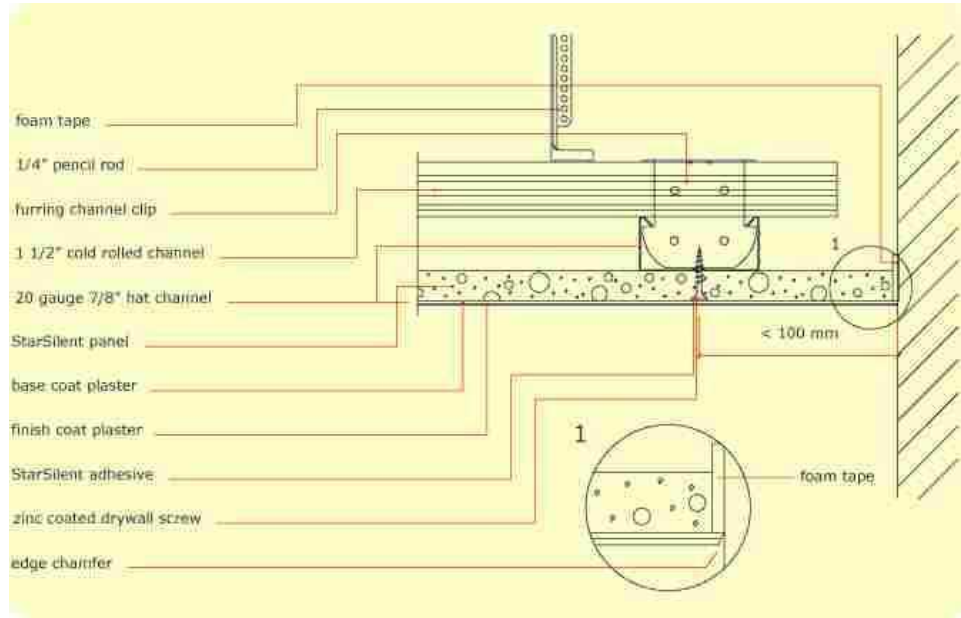 foam tape
1/4" pencil rod
furring channel clip
1 1/2" cold rolled channel
20 gauge 7/8" hat channel
StarSilent panel
base coat plaster
finish coat plaster
StarSilent adhesive
zinc coated drywall screw
edge chamfer
1
< 100 mm
1
foam tape